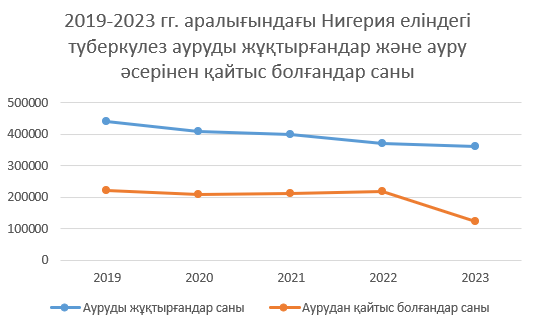 2019-2023 гг. аралығындағы Нигерия еліндегі
туберкулез ауруды жұқтырғандар және ауру
әсерінен қайтыс болғандар саны
500000
400000
300000
200000
100000
0
2019 2020 2021 2022 2023
Ауруды жұқтырғандар саны Аурудан қайтыс болғандар саны